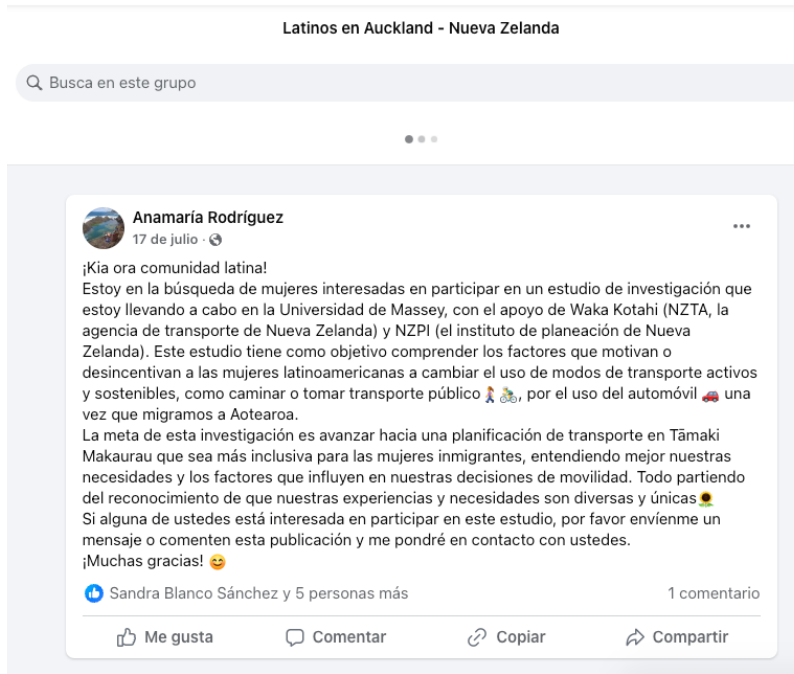 Latinos en Auckland - Nueva Zelanda
Busca en este grupo
Anamaría Rodríguez
17 de julio ·
¡Kia ora comunidad latina!
Estoy en la búsqueda de mujeres interesadas en participar en un estudio de investigación que
estoy llevando a cabo en la Universidad de Massey, con el apoyo de Waka Kotahi (NZTA, la
agencia de transporte de Nueva Zelanda) y NZPI (el instituto de planeación de Nueva
Zelanda). Este estudio tiene como objetivo comprender los factores que motivan o
desincentivan a las mujeres latinoamericanas a cambiar el uso de modos de transporte activos
y sostenibles, como caminar o tomar transporte público🚶🚴, por el uso del automóvil 🚗 una
vez que migramos a Aotearoa.
La meta de esta investigación es avanzar hacia una planificación de transporte en Tāmaki
Makaurau que sea más inclusiva para las mujeres inmigrantes, entendiendo mejor nuestras
necesidades y los factores que influyen en nuestras decisiones de movilidad. Todo partiendo
del reconocimiento de que nuestras experiencias y necesidades son diversas y únicas🌻
Si alguna de ustedes está interesada en participar en este estudio, por favor envíenme un
mensaje o comenten esta publicación y me pondré en contacto con ustedes.
¡Muchas gracias! 😊
Sandra Blanco Sánchez y 5 personas más 1 comentario
Me gusta Comentar Copiar Compartir